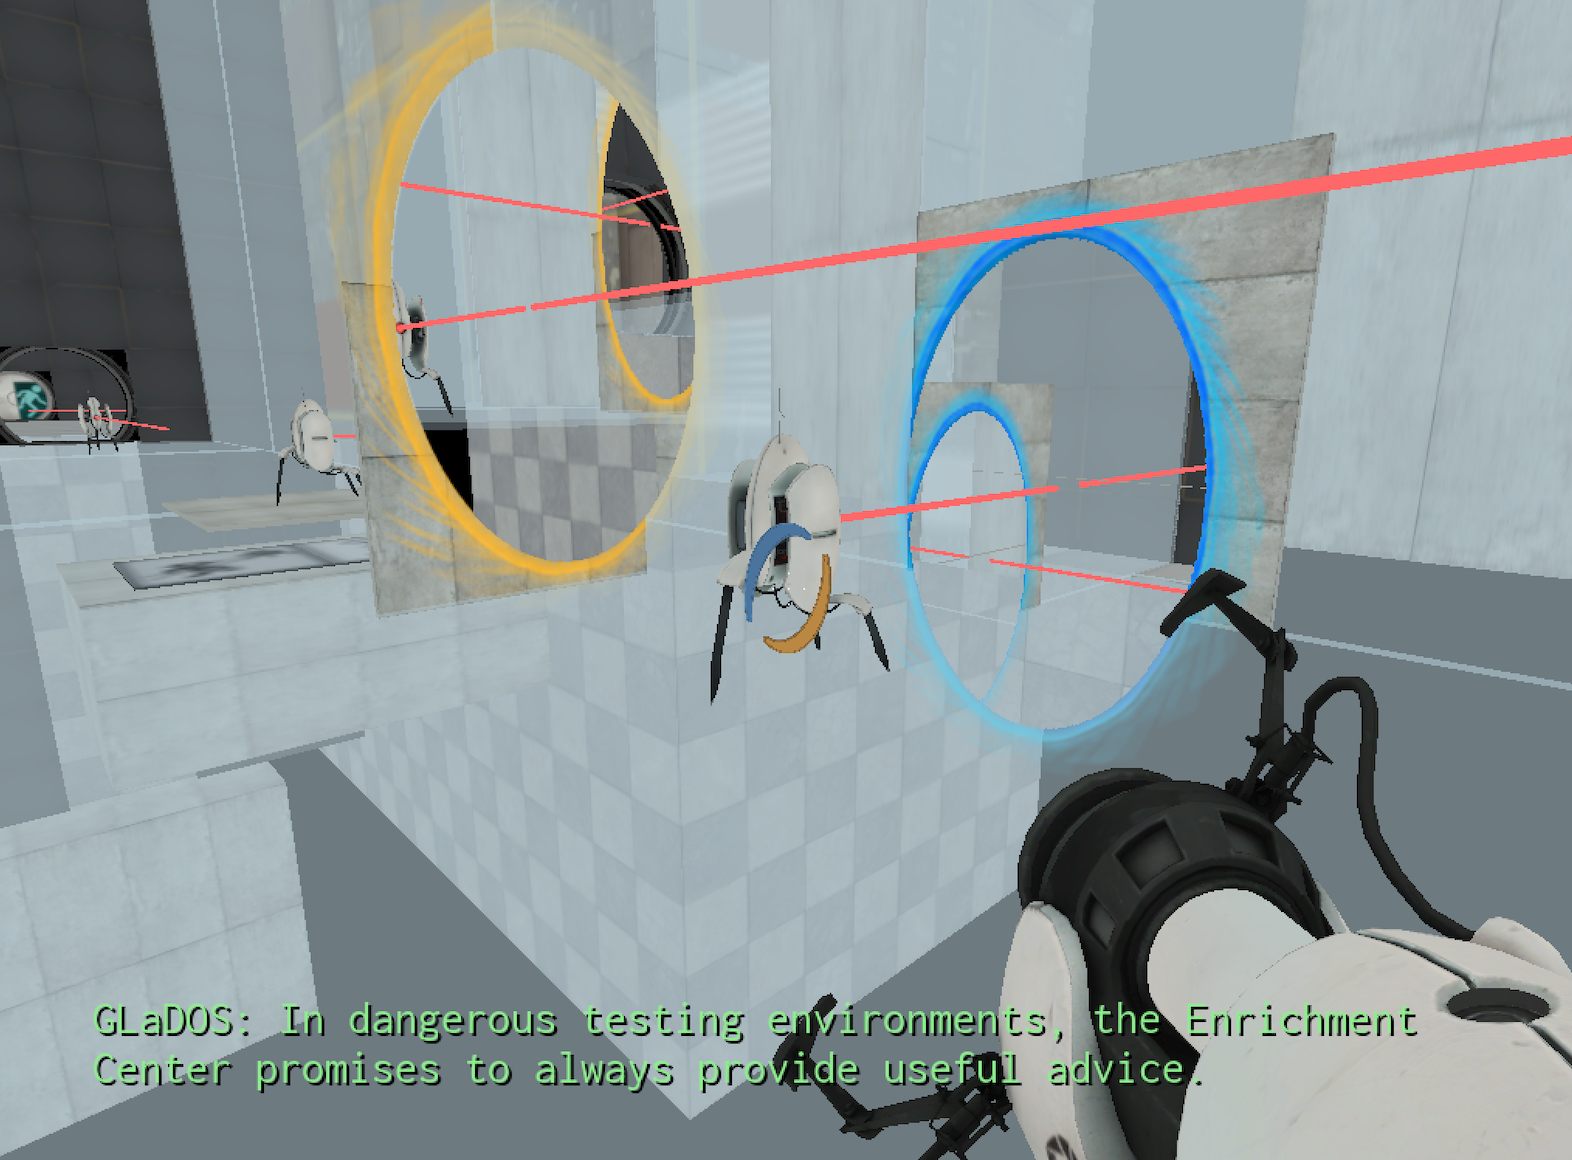 GLaDOS: In dangerous testing environments, the Enrichment
Center promises to always provide useful advice.